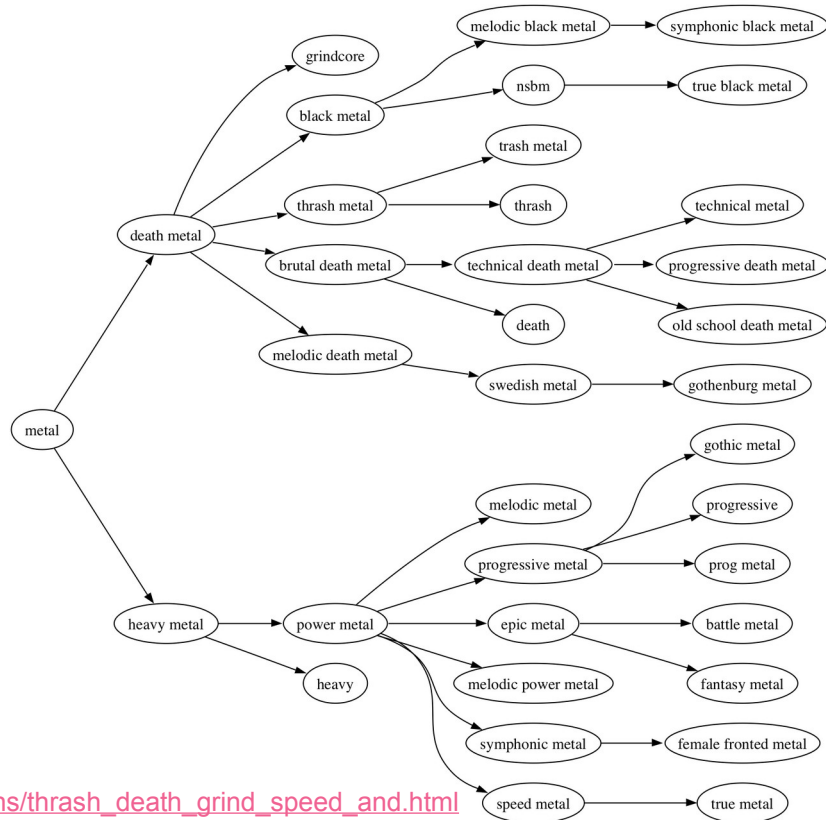 melodic black metal
symphonic black metal
grindcore
nsbm
true black metal
black metal
trash metal
thrash metal
thrash
technical metal
death metal
brutal death metal
technical death metal
progressive death metal
death
old school death metal
melodic death metal
swedish metal
gothenburg metal
metal
gothic metal
melodic metal
progressive
progressive metal
prog metal
heavy metal
power metal
epic metal
battle metal
heavy
melodic power metal
fantasy metal
symphonic metal
female fronted metal
ns/thrash_death_grind_speed_and.html
speed metal
true metal